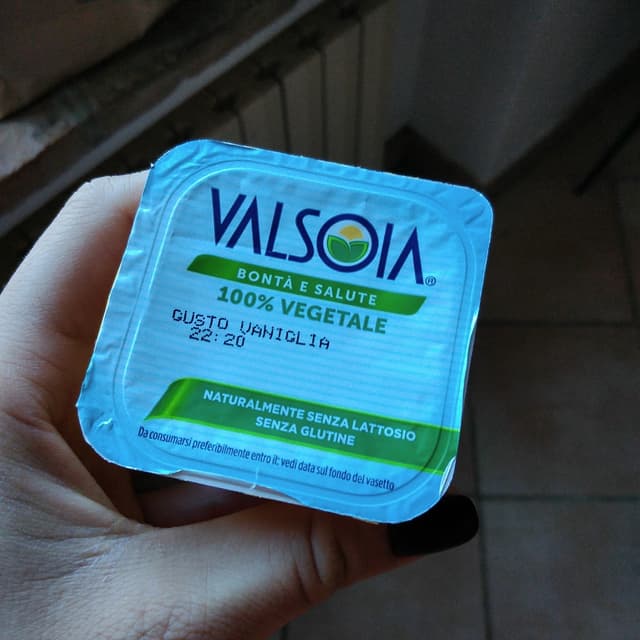 VALSOIA®
BONTÀ E SALUTE
100% VEGETALE
GUSTO VANIGLIA
22:20
NATURALMENTE SENZA LATTOSIO
SENZA GLUTINE
Da consumarsi preferibilmente entro il: vedi data sul fondo del vasetto